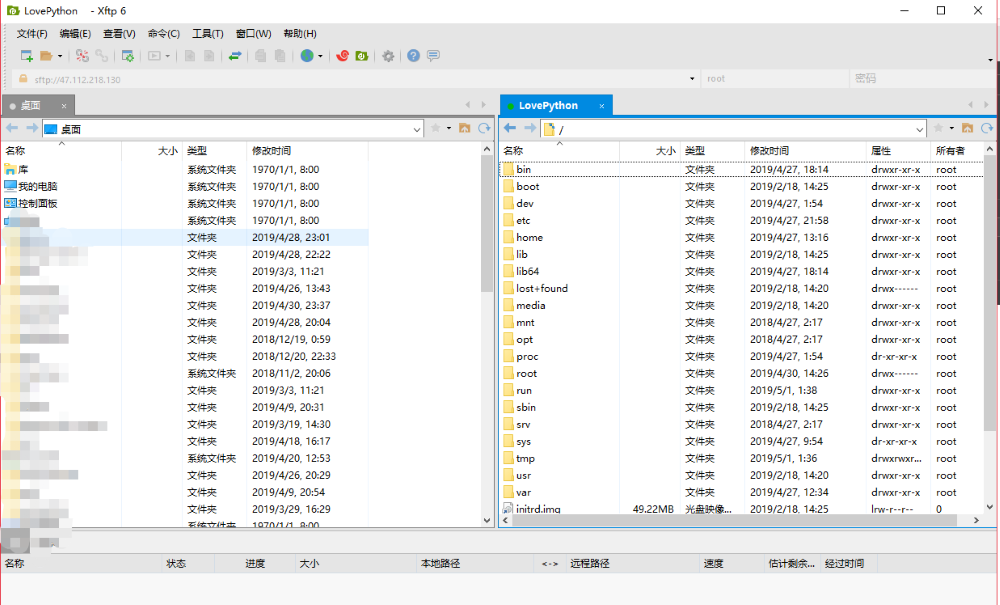 LovePython - Xftp 6
文件(F) 编辑(E) 查看(V) 命令(C) 工具(T) 窗口(W) 帮助(H)
sftp://47.112.218.130 root 密码
桌面 × LovePython ×
桌面 /
名称 大小 类型 修改时间 名称 大小 类型 修改时间 属性 所有者
库 系统文件夹 1970/1/1, 8:00 bin 文件夹 2019/4/27, 18:14 drwxr-xr-x root
我的电脑 系统文件夹 1970/1/1, 8:00 boot 文件夹 2019/2/18, 14:25 drwxr-xr-x root
控制面板 系统文件夹 1970/1/1, 8:00 dev 文件夹 2019/4/27, 1:54 drwxr-xr-x root
系统文件夹 1970/1/1, 8:00 etc 文件夹 2019/4/27, 21:58 drwxr-xr-x root
文件夹 2019/4/28, 23:01 home 文件夹 2019/4/27, 13:16 drwxr-xr-x root
文件夹 2019/4/28, 22:22 lib 文件夹 2019/2/18, 14:25 drwxr-xr-x root
文件夹 2019/3/3, 11:21 lib64 文件夹 2019/4/27, 18:14 drwxr-xr-x root
文件夹 2019/4/26, 13:43 lost+found 文件夹 2019/2/18, 14:20 drwx------ root
文件夹 2019/4/30, 23:37 media 文件夹 2019/2/18, 14:20 drwxr-xr-x root
文件夹 2019/4/28, 20:04 mnt 文件夹 2018/4/27, 2:17 drwxr-xr-x root
文件夹 2018/12/19, 0:59 opt 文件夹 2018/4/27, 2:17 drwxr-xr-x root
文件夹 2018/12/20, 22:33 proc 文件夹 2019/4/27, 1:54 dr-xr-xr-x root
系统文件夹 2018/11/2, 20:06 root 文件夹 2019/4/30, 14:26 drwx------ root
文件夹 2019/3/3, 11:21 run 文件夹 2019/5/1, 1:38 drwxr-xr-x root
文件夹 2019/4/9, 20:31 sbin 文件夹 2019/2/18, 14:25 drwxr-xr-x root
文件夹 2019/3/19, 14:30 srv 文件夹 2018/4/27, 2:17 drwxr-xr-x root
文件夹 2019/4/18, 16:17 sys 文件夹 2019/4/27, 9:54 dr-xr-xr-x root
系统文件夹 2019/4/20, 12:53 tmp 文件夹 2019/5/1, 1:36 drwxrwxr... root
文件夹 2019/4/26, 20:29 usr 文件夹 2019/2/18, 14:20 drwxr-xr-x root
文件夹 2019/4/9, 20:54 var 文件夹 2019/4/27, 12:34 drwxr-xr-x root
文件夹 2019/3/29, 16:29 initrd.img 49.22MB 光盘映像... 2019/2/18, 14:25 lrw-r--r-- 0
系统文件夹 1970/1/1, 8:00
名称 状态 进度 大小 本地路径 <-> 远程路径 速度 估计剩余... 经过时间